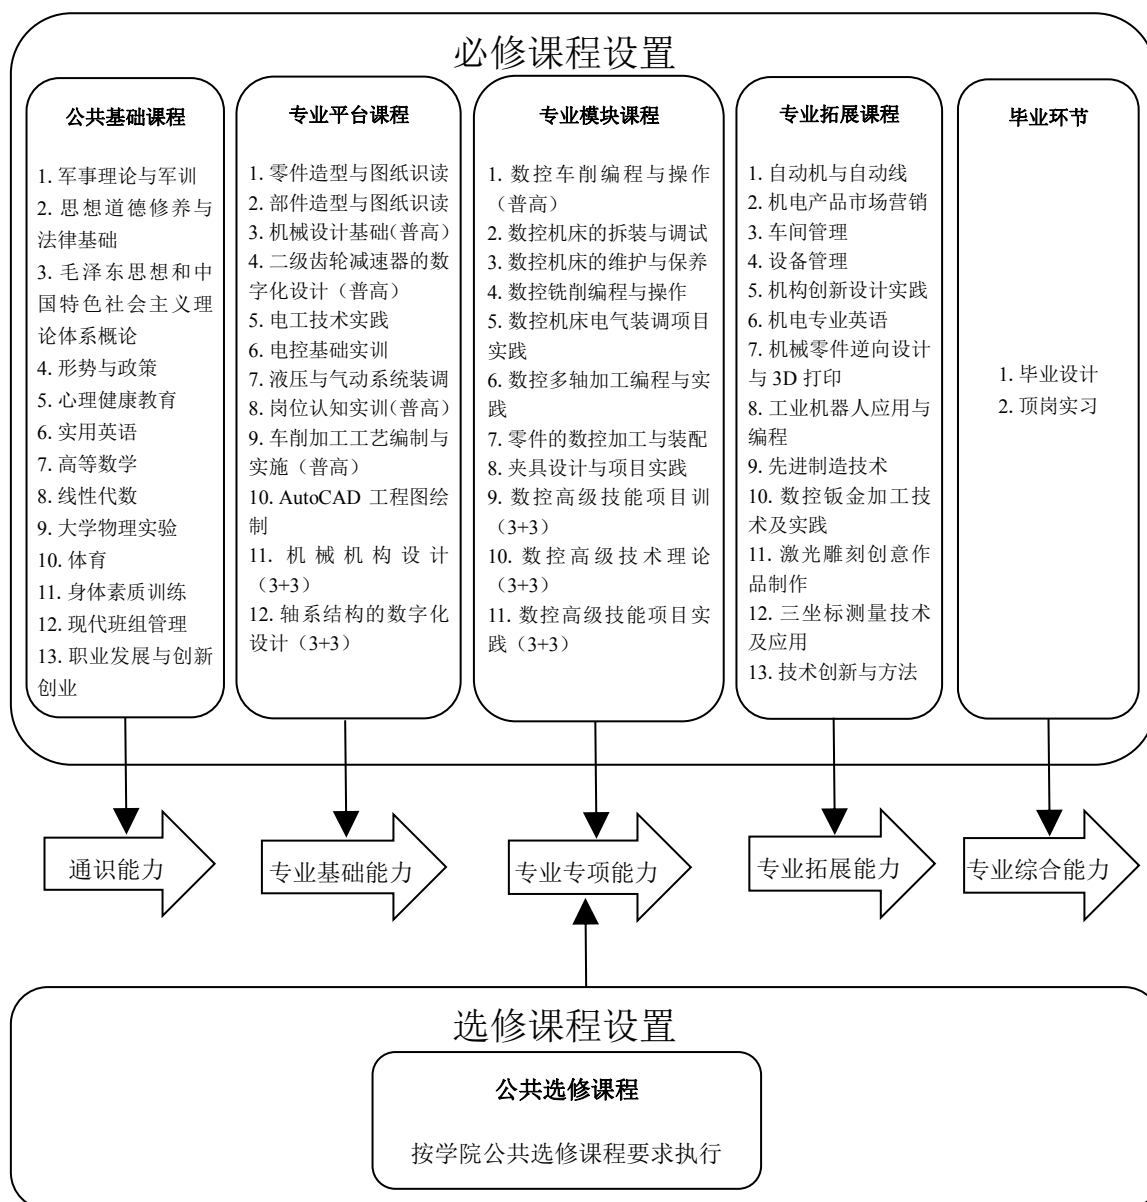 必修课程设置
公共基础课程
1. 军事理论与军训
2. 思想道德修养与
法律基础
3. 毛泽东思想和中
国特色社会主义理
论体系概论
4. 形势与政策
5. 心理健康教育
6. 实用英语
7. 高等数学
8. 线性代数
9. 大学物理实验
10. 体育
11. 身体素质训练
12. 现代班组管理
13. 职业发展与创新
创业
专业平台课程
1. 零件造型与图纸识读
2. 部件造型与图纸识读
3. 机械设计基础(普高)
4. 二级齿轮减速器的数
字化设计（普高）
5. 电工技术实践
6. 电控基础实训
7. 液压与气动系统装调
8. 岗位认知实训(普高)
9. 车削加工工艺编制与
实施（普高）
10. AutoCAD 工程图绘
制
11. 机械机构设计
（3+3）
12. 轴系结构的数字化
设计（3+3）
专业模块课程
1. 数控车削编程与操作
（普高）
2. 数控机床的拆装与调试
3. 数控机床的维护与保养
4. 数控铣削编程与操作
5. 数控机床电气装调项目
实践
6. 数控多轴加工编程与实
践
7. 零件的数控加工与装配
8. 夹具设计与项目实践
9. 数控高级技能项目训
（3+3）
10. 数控高级技术理论
（3+3）
11. 数控高级技能项目实
践（3+3）
专业拓展课程
1. 自动机与自动线
2. 机电产品市场营销
3. 车间管理
4. 设备管理
5. 机构创新设计实践
6. 机电专业英语
7. 机械零件逆向设计
与 3D 打印
8. 工业机器人应用与
编程
9. 先进制造技术
10. 数控钣金加工技
术及实践
11. 激光雕刻创意作
品制作
12. 三坐标测量技术
及应用
13. 技术创新与方法
毕业环节
1. 毕业设计
2. 顶岗实习
通识能力
专业基础能力
专业专项能力
专业拓展能力
专业综合能力
选修课程设置
公共选修课程
按学院公共选修课程要求执行